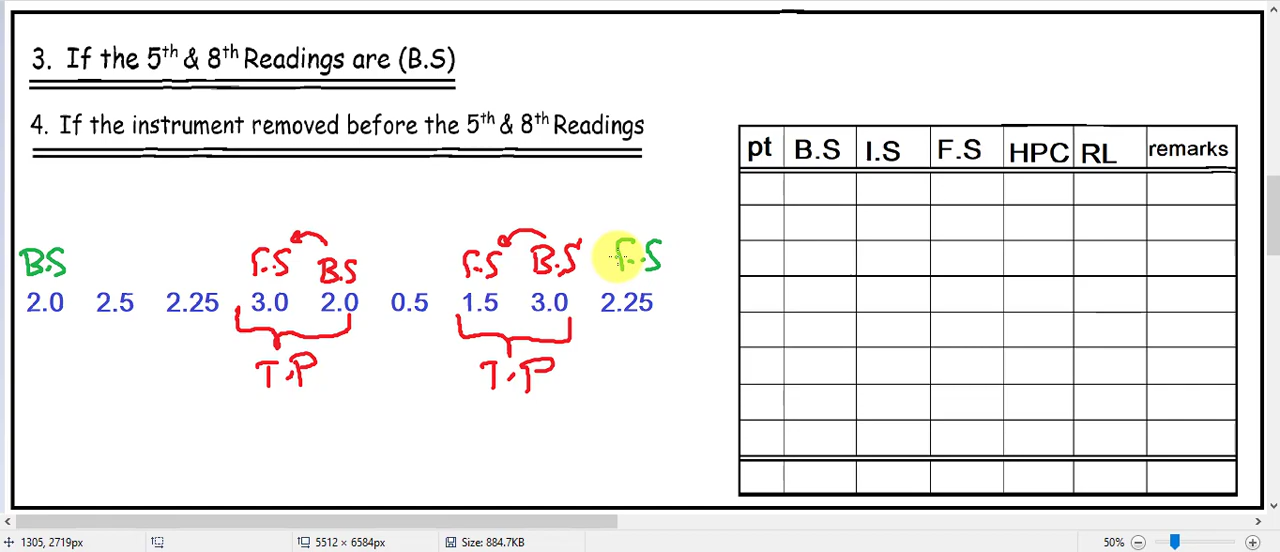 3. If the 5th & 8th Readings are (B.S)
4. If the instrument removed before the 5th & 8th Readings
pt B.S I.S F.S HPC RL remarks
B.S F.S B.S F.S B.S F.S
2.0 2.5 2.25 3.0 2.0 0.5 1.5 3.0 2.25
T.P T.P
1305, 2719px 5512 × 6584px Size: 884.7KB 50%